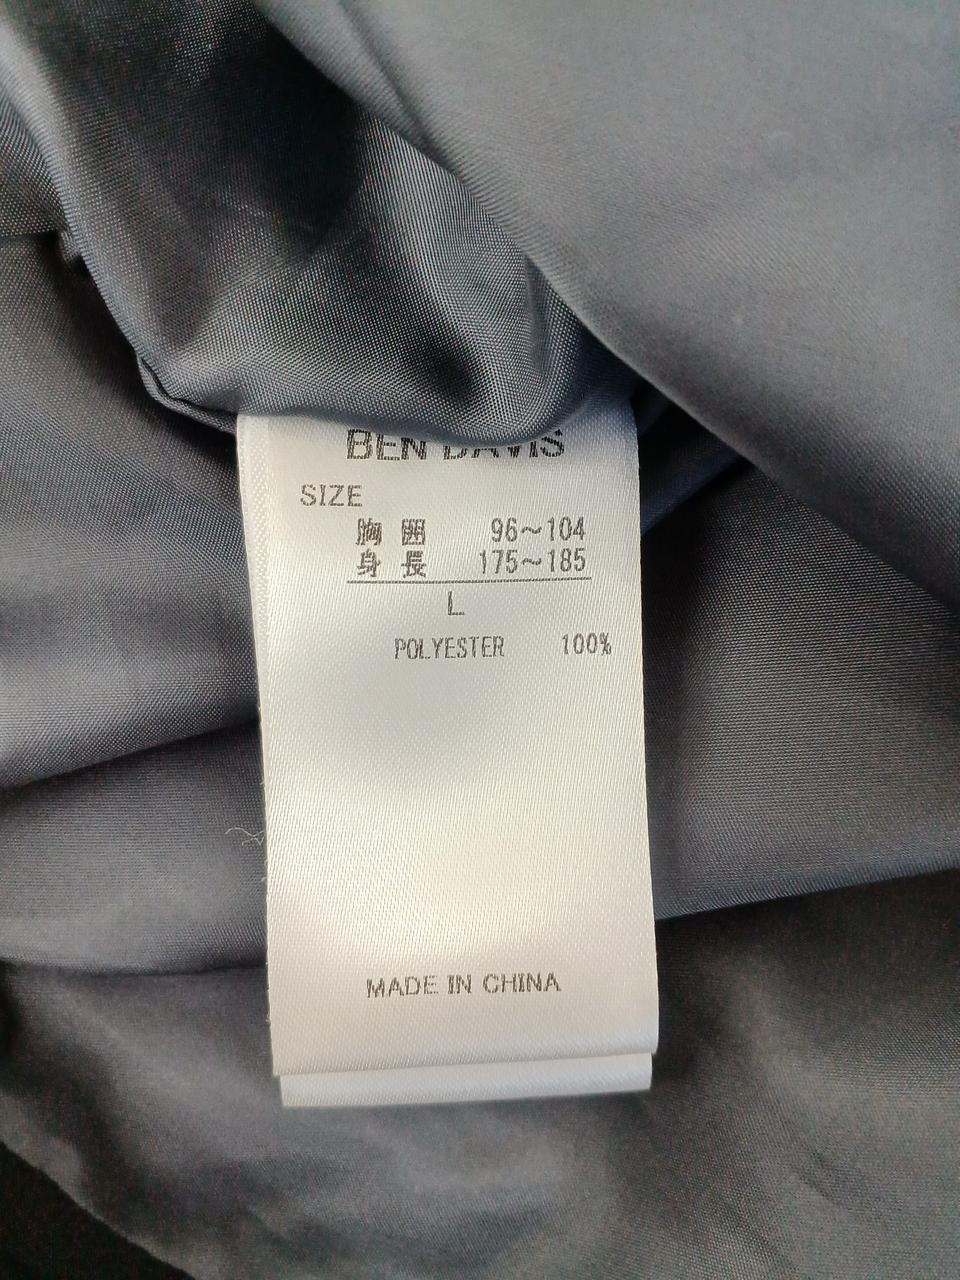 BEN DAVIS
SIZE
胸 囲 96～104
身 長 175～185
L
POLYESTER 100%
MADE IN CHINA